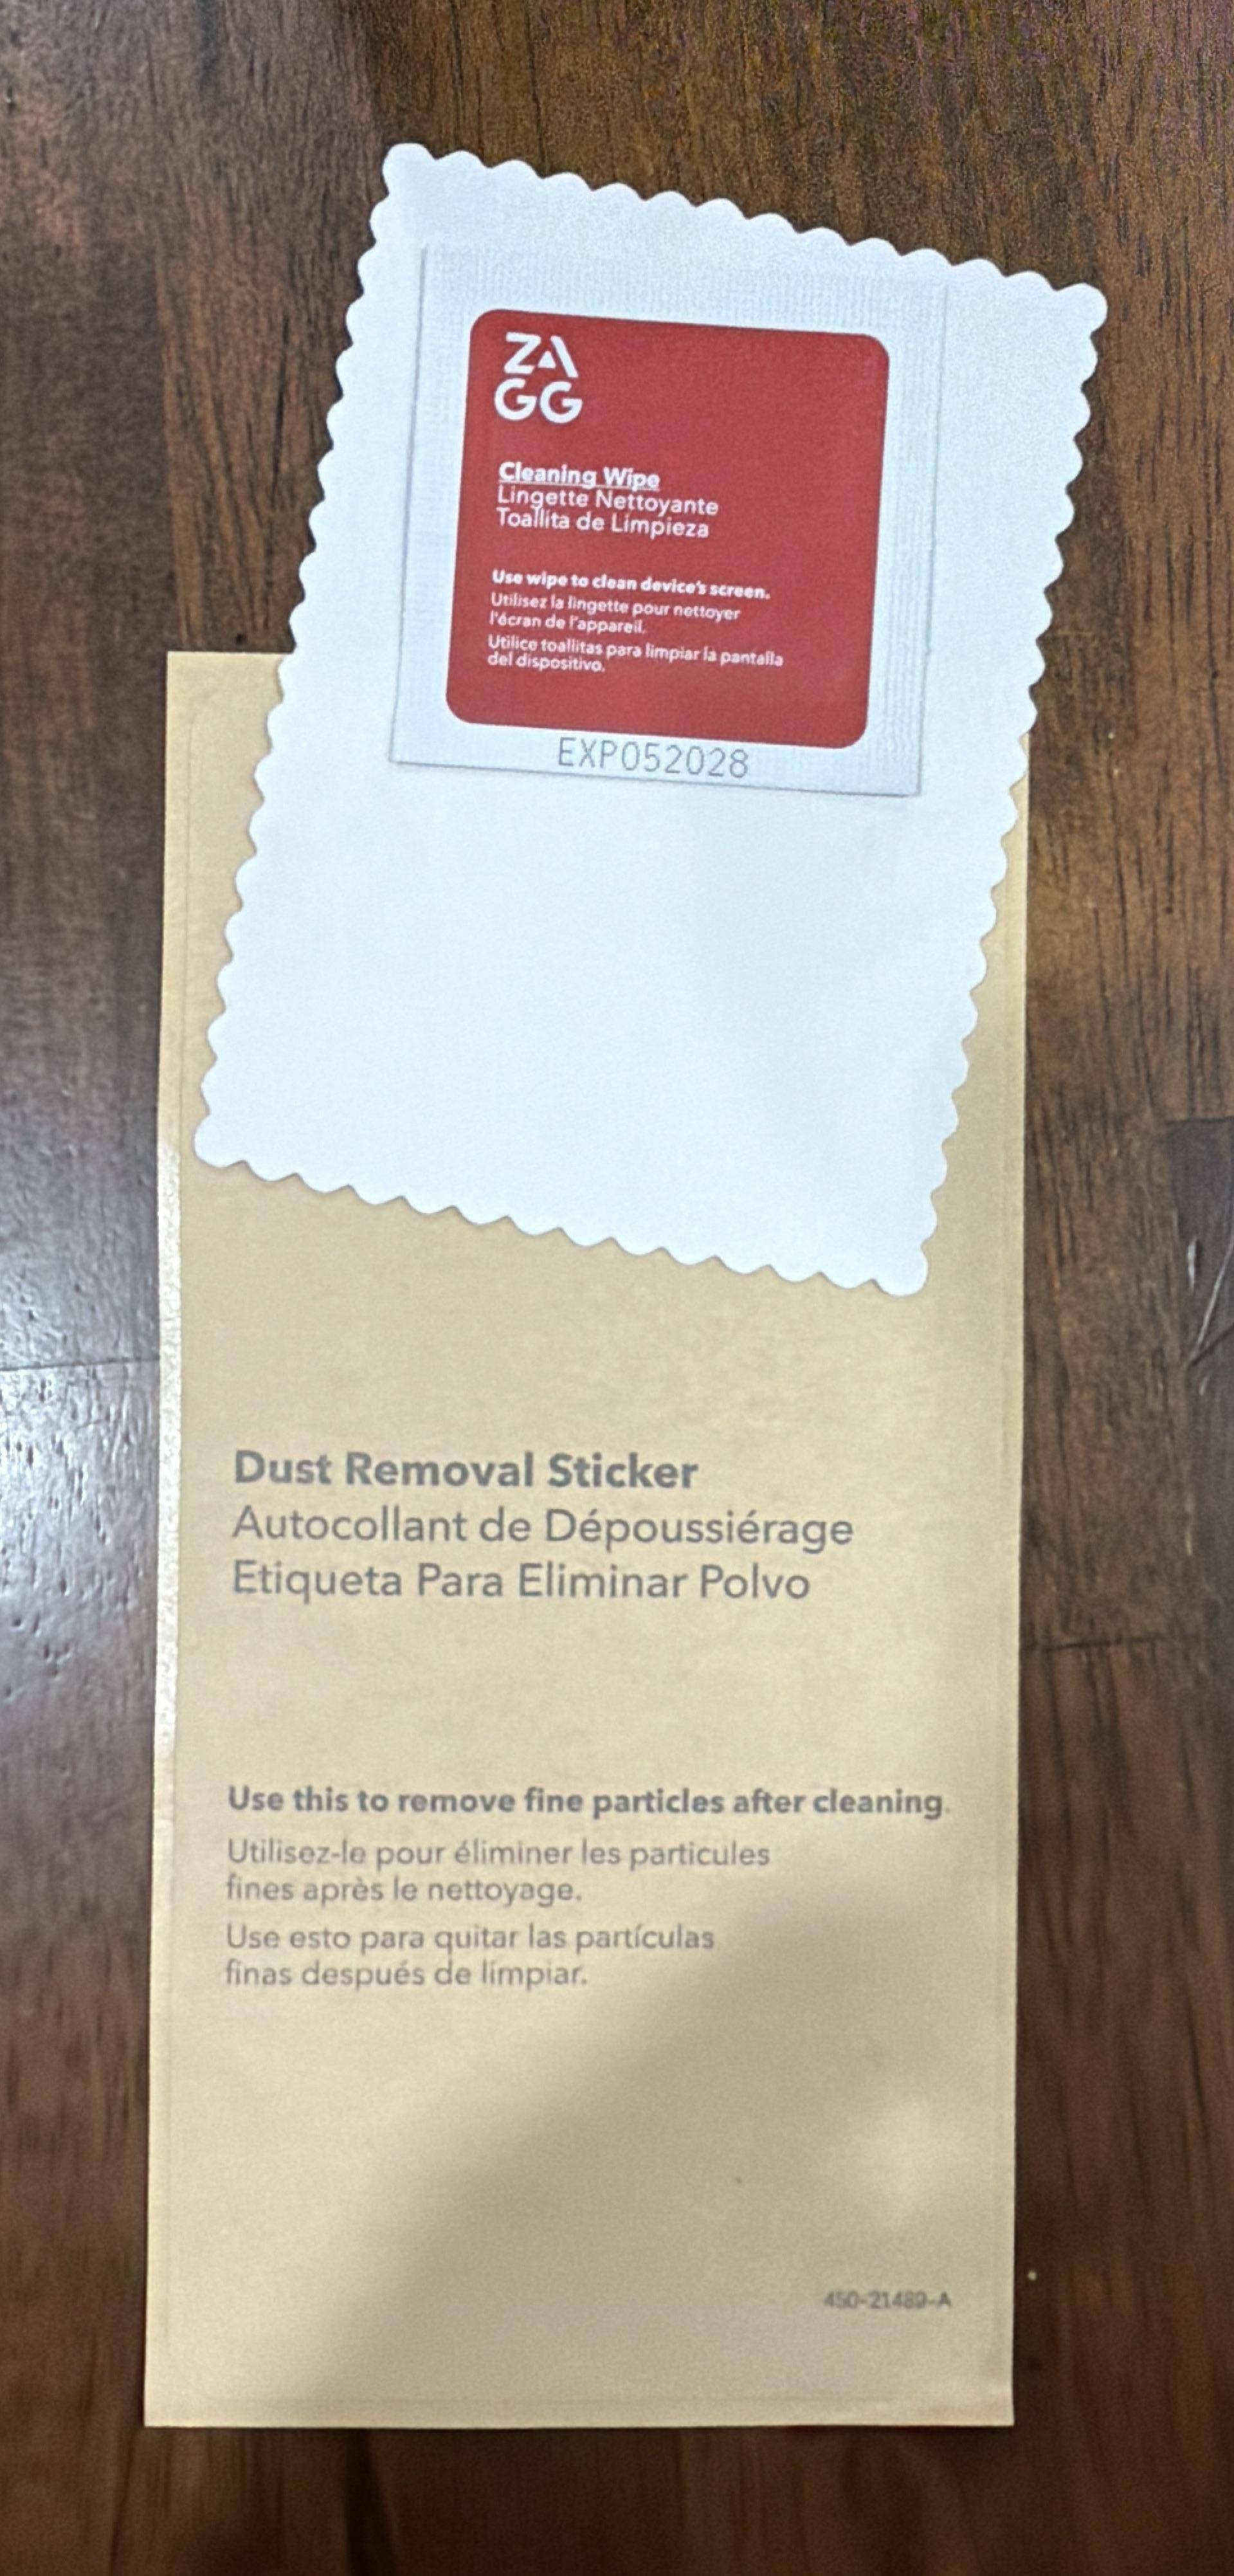 ZA
GG
Cleaning Wipe
Lingette Nettoyante
Toallita de Limpieza
Use wipe to clean device's screen.
Utilisez la lingette pour nettoyer
l'écran de l'appareil.
Utilice toallitas para limpiar la pantalla
del dispositivo.
EXP052028
Dust Removal Sticker
Autocollant de Dépoussiérage
Etiqueta Para Eliminar Polvo
Use this to remove fine particles after cleaning.
Utilisez-le pour éliminer les particules
fines après le nettoyage.
Use esto para quitar las partículas
finas después de limpiar.
450-21489-A